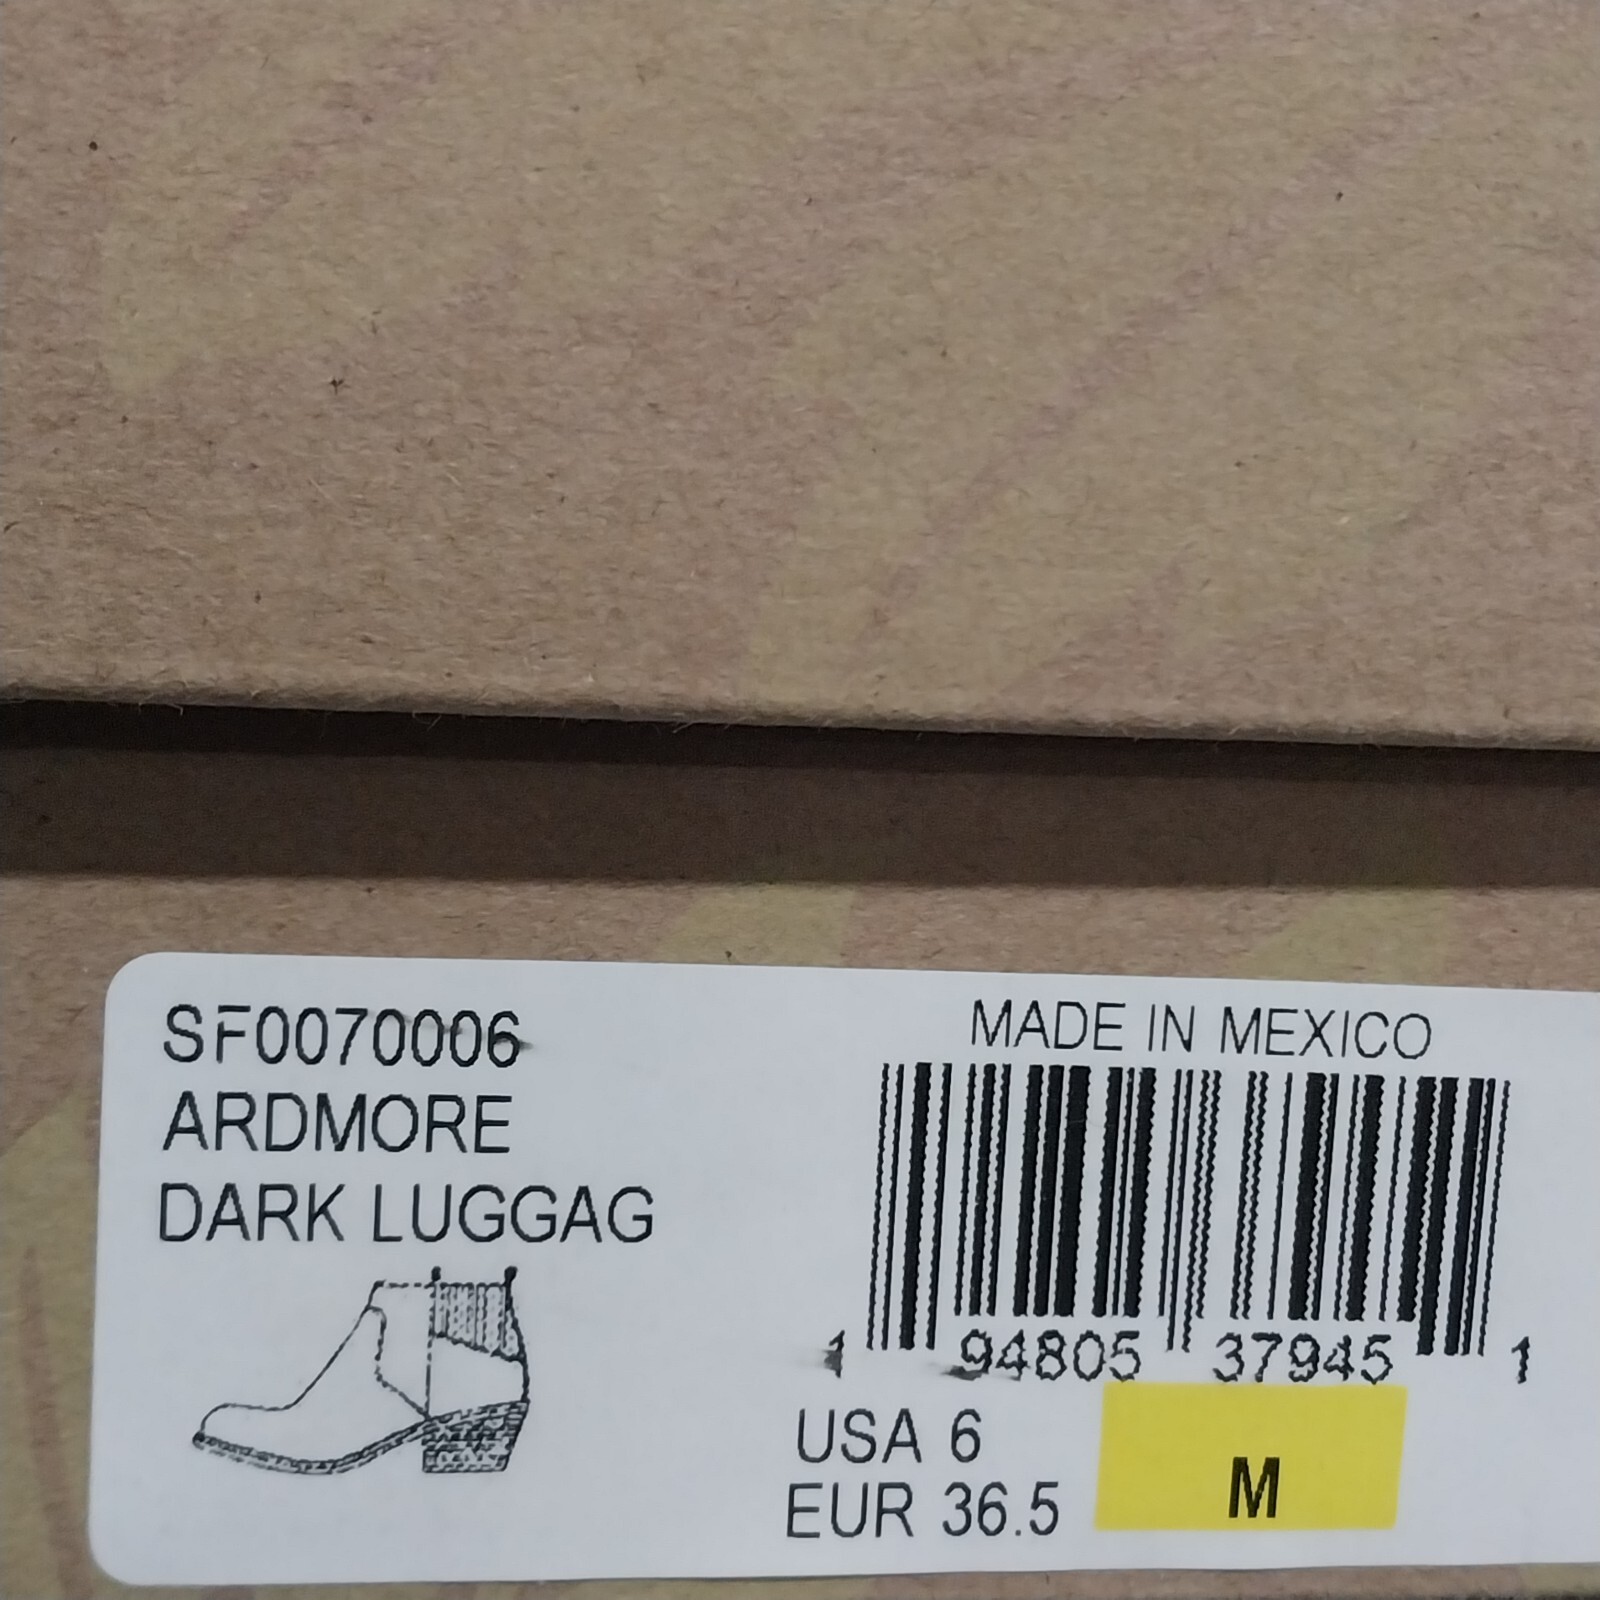 SF0070006
ARDMORE
DARK LUGGAG
MADE IN MEXICO
1 94805 37945 1
USA 6
EUR 36.5
M